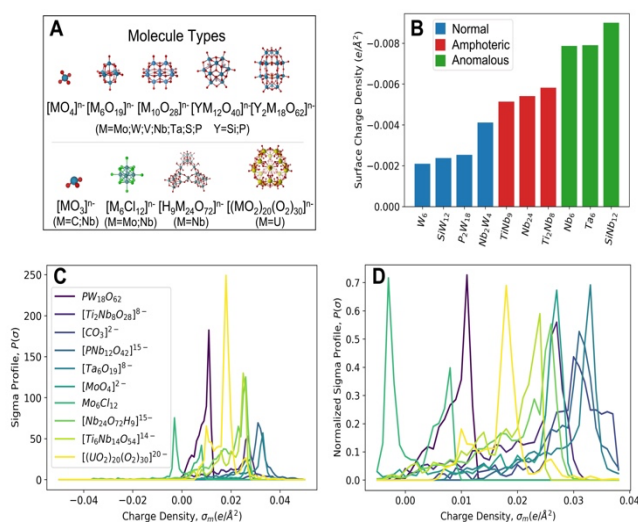 A
Molecule Types
[MO₄]ⁿ⁻ [M₆O₁₉]ⁿ⁻ [M₁₀O₂₈]ⁿ⁻ [YM₁₂O₄₀]ⁿ⁻ [Y₂M₁₈O₆₂]ⁿ⁻
(M=Mo;W;V;Nb;Ta;S;P Y=Si;P)
[MO₃]ⁿ⁻ [M₆Cl₁₂]ⁿ⁻ [H₉M₂₄O₇₂]ⁿ⁻ [(MO₂)₂₀(O₂)₃₀]ⁿ⁻
(M=C;Nb) (M=Mo;Nb) (M=Nb) (M=U)
B
Surface Charge Density (e/Å²)
−0.008
−0.006
−0.004
−0.002
0.000
Normal
Amphoteric
Anomalous
W₆ SiW₁₂ P₂W₁₈ Nb₂W₄ TiNb₉ Nb₂₄ Ti₂Nb₈ Nb₆ Ta₆ SiNb₁₂
C
Sigma Profile, P(σ)
250
200
150
100
50
0
PW₁₈O₆₂
[Ti₂Nb₈O₂₈]⁸⁻
[CO₃]²⁻
[PNb₁₂O₄₂]¹⁵⁻
[Ta₆O₁₉]⁸⁻
[MoO₄]²⁻
Mo₆Cl₁₂
[Nb₂₄O₇₂H₉]¹⁵⁻
[Ti₆Nb₁₄O₅₄]¹⁴⁻
[(UO₂)₂₀(O₂)₃₀]²⁰⁻
−0.04 −0.02 0.00 0.02 0.04
Charge Density, σₘ(e/Å²)
D
Normalized Sigma Profile, P(σ)
0.7
0.6
0.5
0.4
0.3
0.2
0.1
0.0
0.00 0.01 0.02 0.03 0.04
Charge Density, σₘ(e/Å²)